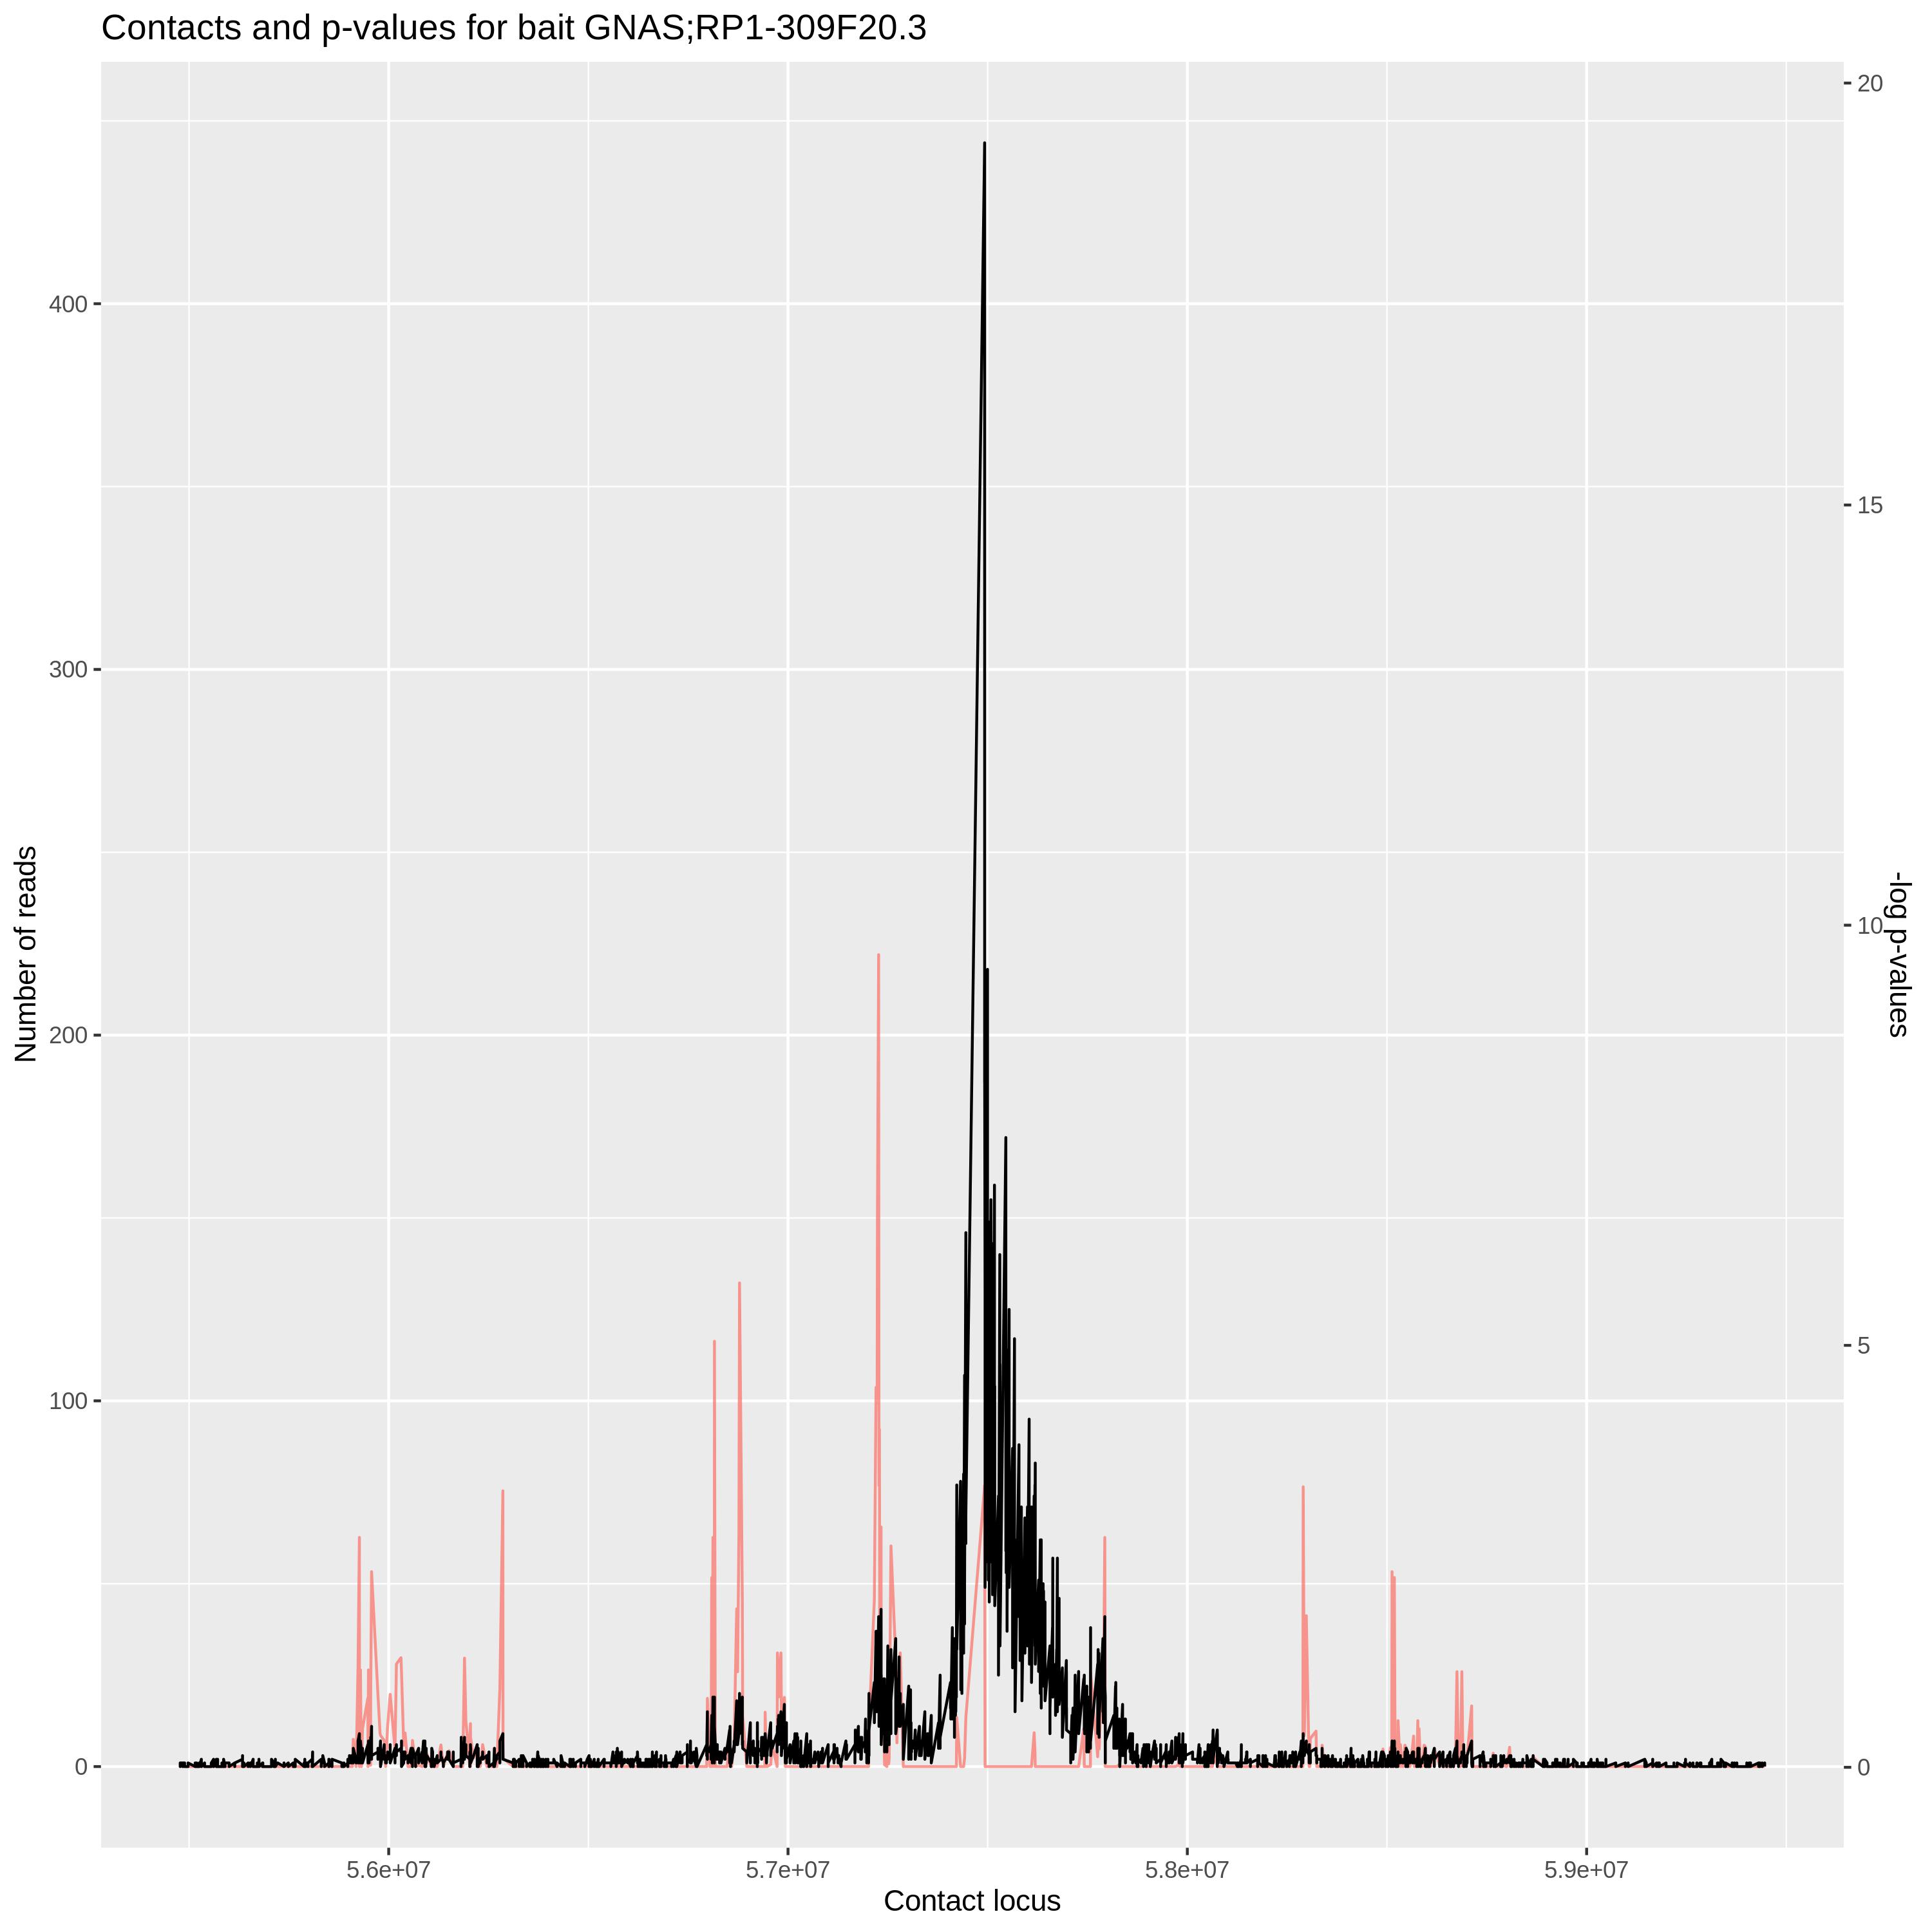 Contacts and p-values for bait GNAS;RP1-309F20.3
Number of reads
400
300
200
100
0
20
15
10
5
0
-log p-values
5.6e+07 5.7e+07 5.8e+07 5.9e+07
Contact locus